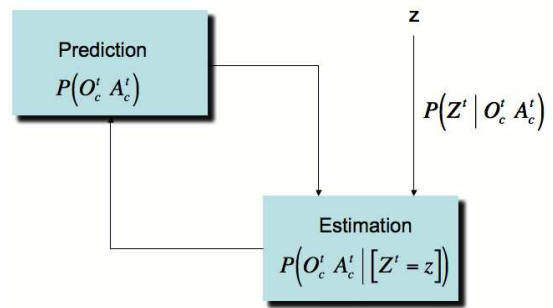 z
Prediction
P(O_c^t A_c^t)
P(Z^t | O_c^t A_c^t)
Estimation
P(O_c^t A_c^t | [Z^t = z])